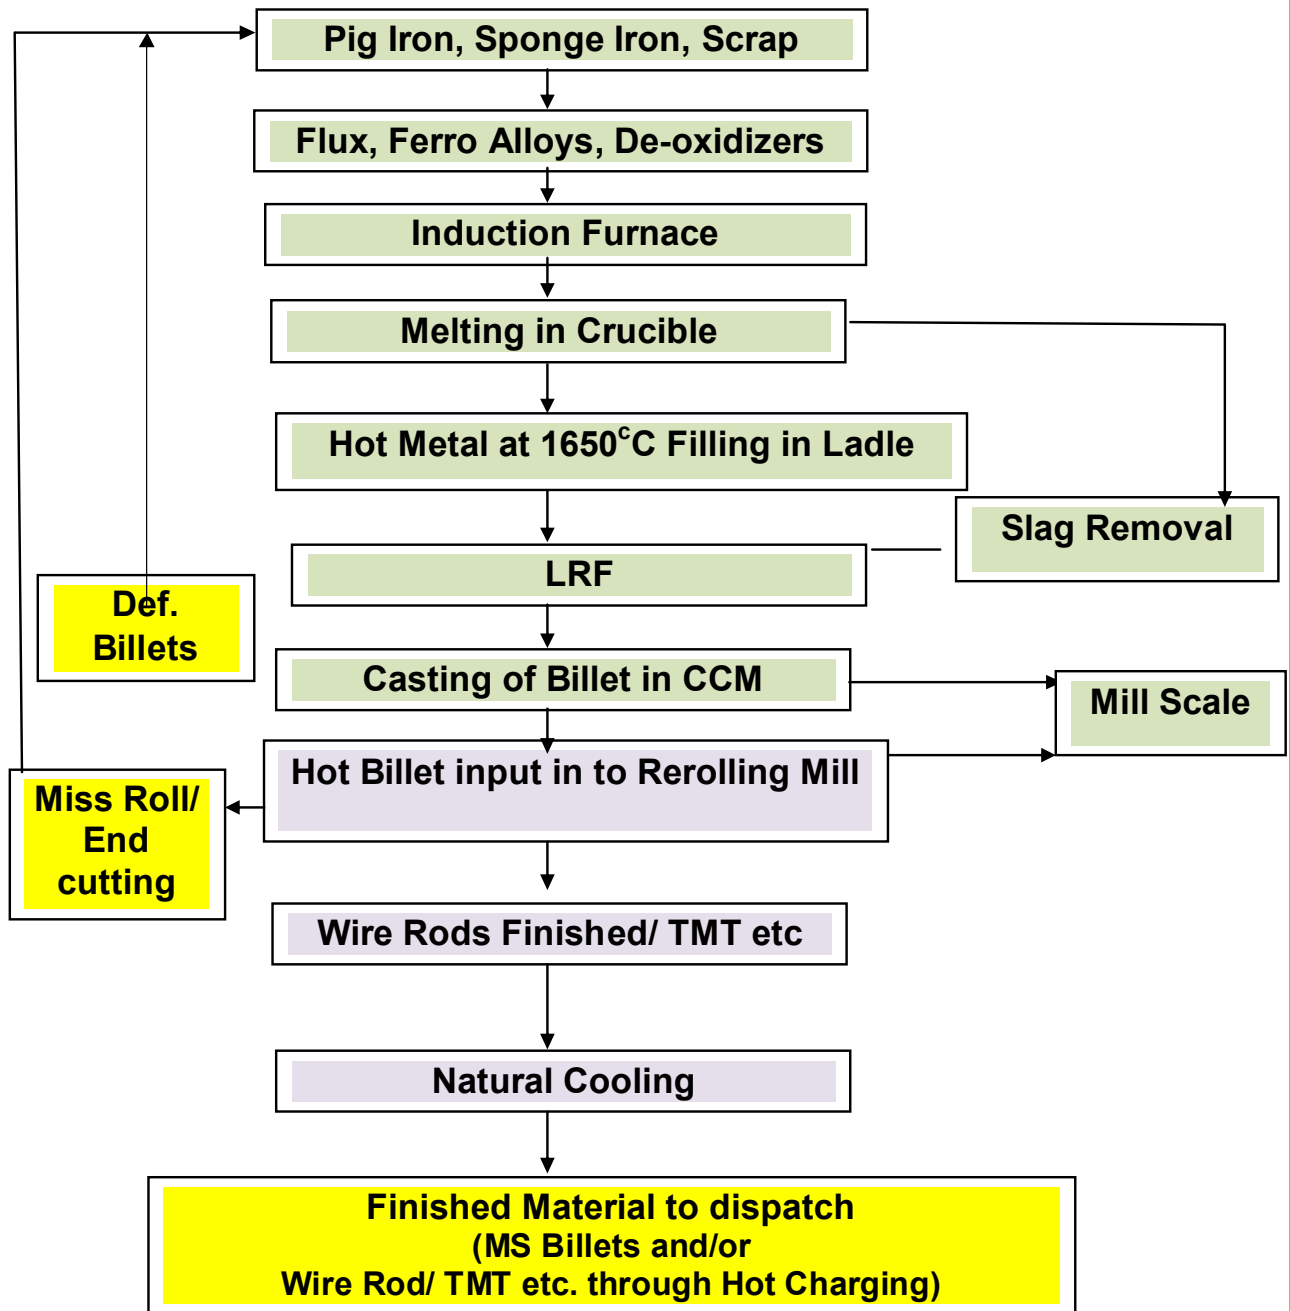 Pig Iron, Sponge Iron, Scrap
Flux, Ferro Alloys, De-oxidizers
Induction Furnace
Melting in Crucible
Hot Metal at 1650ᶜC Filling in Ladle
Slag Removal
LRF
Def.
Billets
Casting of Billet in CCM
Mill Scale
Hot Billet input in to Rerolling Mill
Miss Roll/
End
cutting
Wire Rods Finished/ TMT etc
Natural Cooling
Finished Material to dispatch
(MS Billets and/or
Wire Rod/ TMT etc. through Hot Charging)